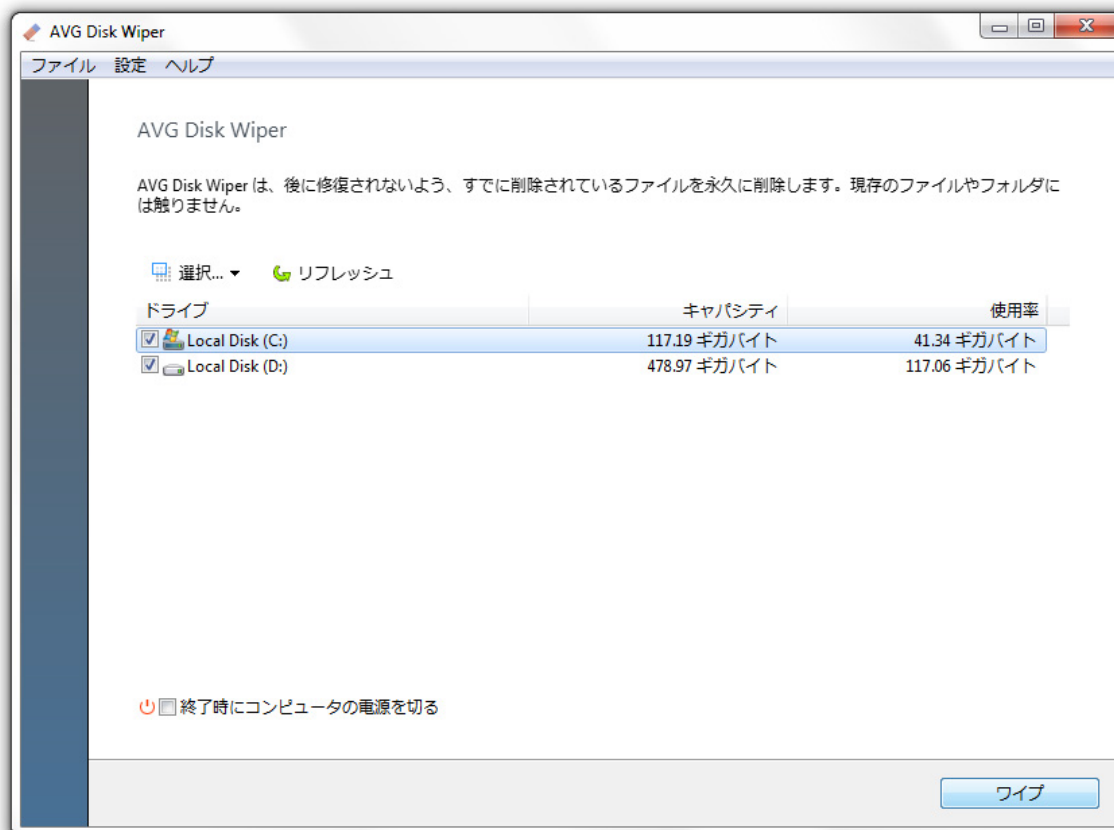 AVG Disk Wiper
ファイル 設定 ヘルプ
AVG Disk Wiper
AVG Disk Wiper は、後に修復されないよう、すでに削除されているファイルを永久に削除します。現存のファイルやフォルダに
は触りません。
選択... リフレッシュ
ドライブ キャパシティ 使用率
Local Disk (C:) 117.19 ギガバイト 41.34 ギガバイト
Local Disk (D:) 478.97 ギガバイト 117.06 ギガバイト
終了時にコンピュータの電源を切る
ワイプ